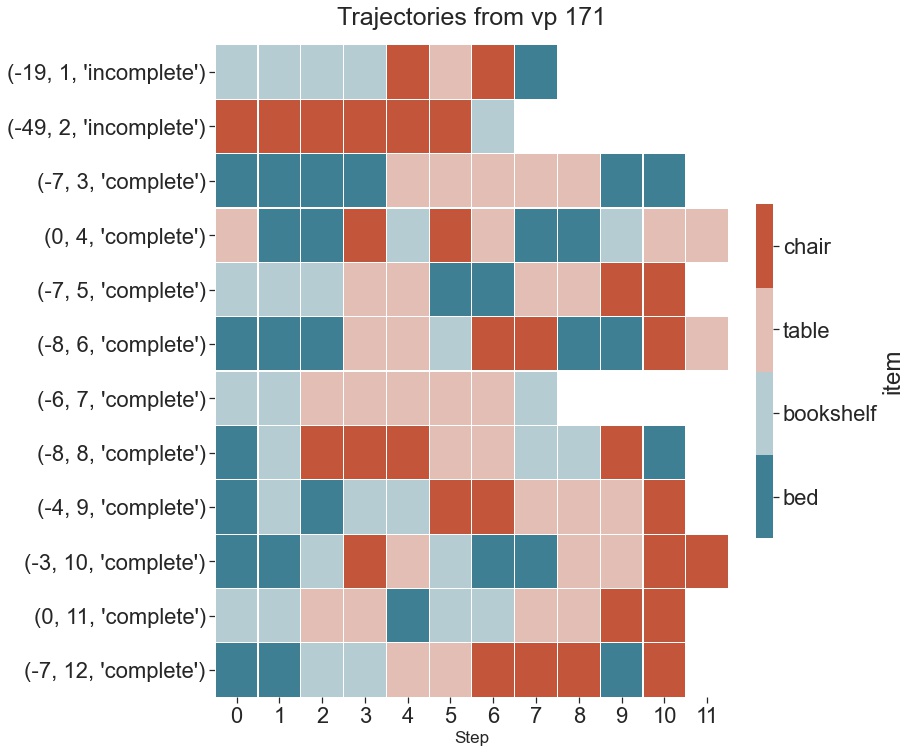 Trajectories from vp 171
(-19, 1, 'incomplete')
(-49, 2, 'incomplete')
(-7, 3, 'complete')
(0, 4, 'complete')
(-7, 5, 'complete')
(-8, 6, 'complete')
(-6, 7, 'complete')
(-8, 8, 'complete')
(-4, 9, 'complete')
(-3, 10, 'complete')
(0, 11, 'complete')
(-7, 12, 'complete')
0 1 2 3 4 5 6 7 8 9 10 11
Step
chair
table
bookshelf
bed
item